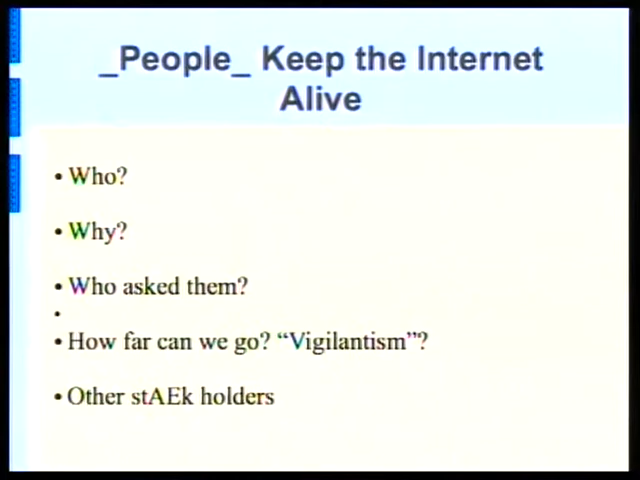 _People_ Keep the Internet
Alive
• Who?
• Why?
• Who asked them?
•
• How far can we go? “Vigilantism”?
• Other stAEk holders